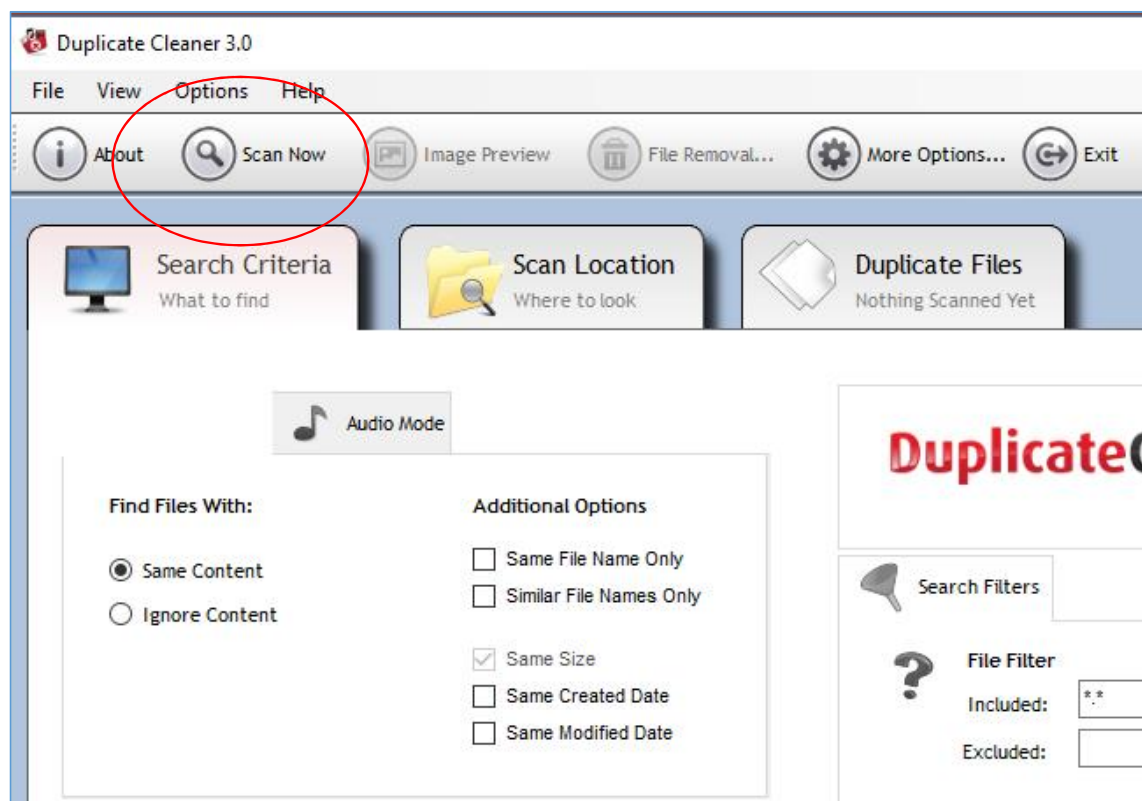 Duplicate Cleaner 3.0
File View Options Help
About Scan Now Image Preview File Removal... More Options... Exit
Search Criteria Scan Location Duplicate Files
What to find Where to look Nothing Scanned Yet
Audio Mode
Duplicate
Find Files With: Additional Options
Same Content Same File Name Only
Similar File Names Only
Ignore Content
Same Size
Same Created Date
Same Modified Date
Search Filters
File Filter
Included: *.*
Excluded: